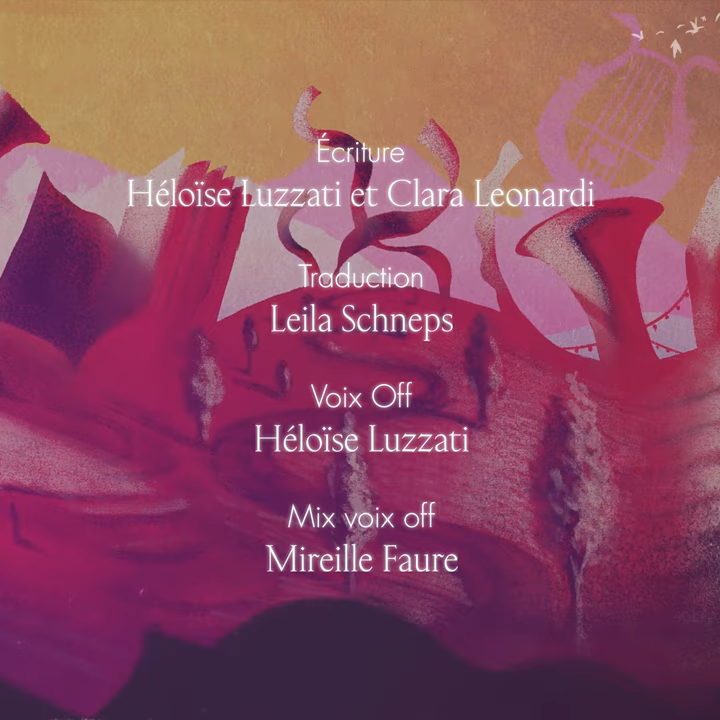 Écriture
Héloïse Luzzati et Clara Leonardi
Traduction
Leila Schneps
Voix Off
Héloïse Luzzati
Mix voix off
Mireille Faure